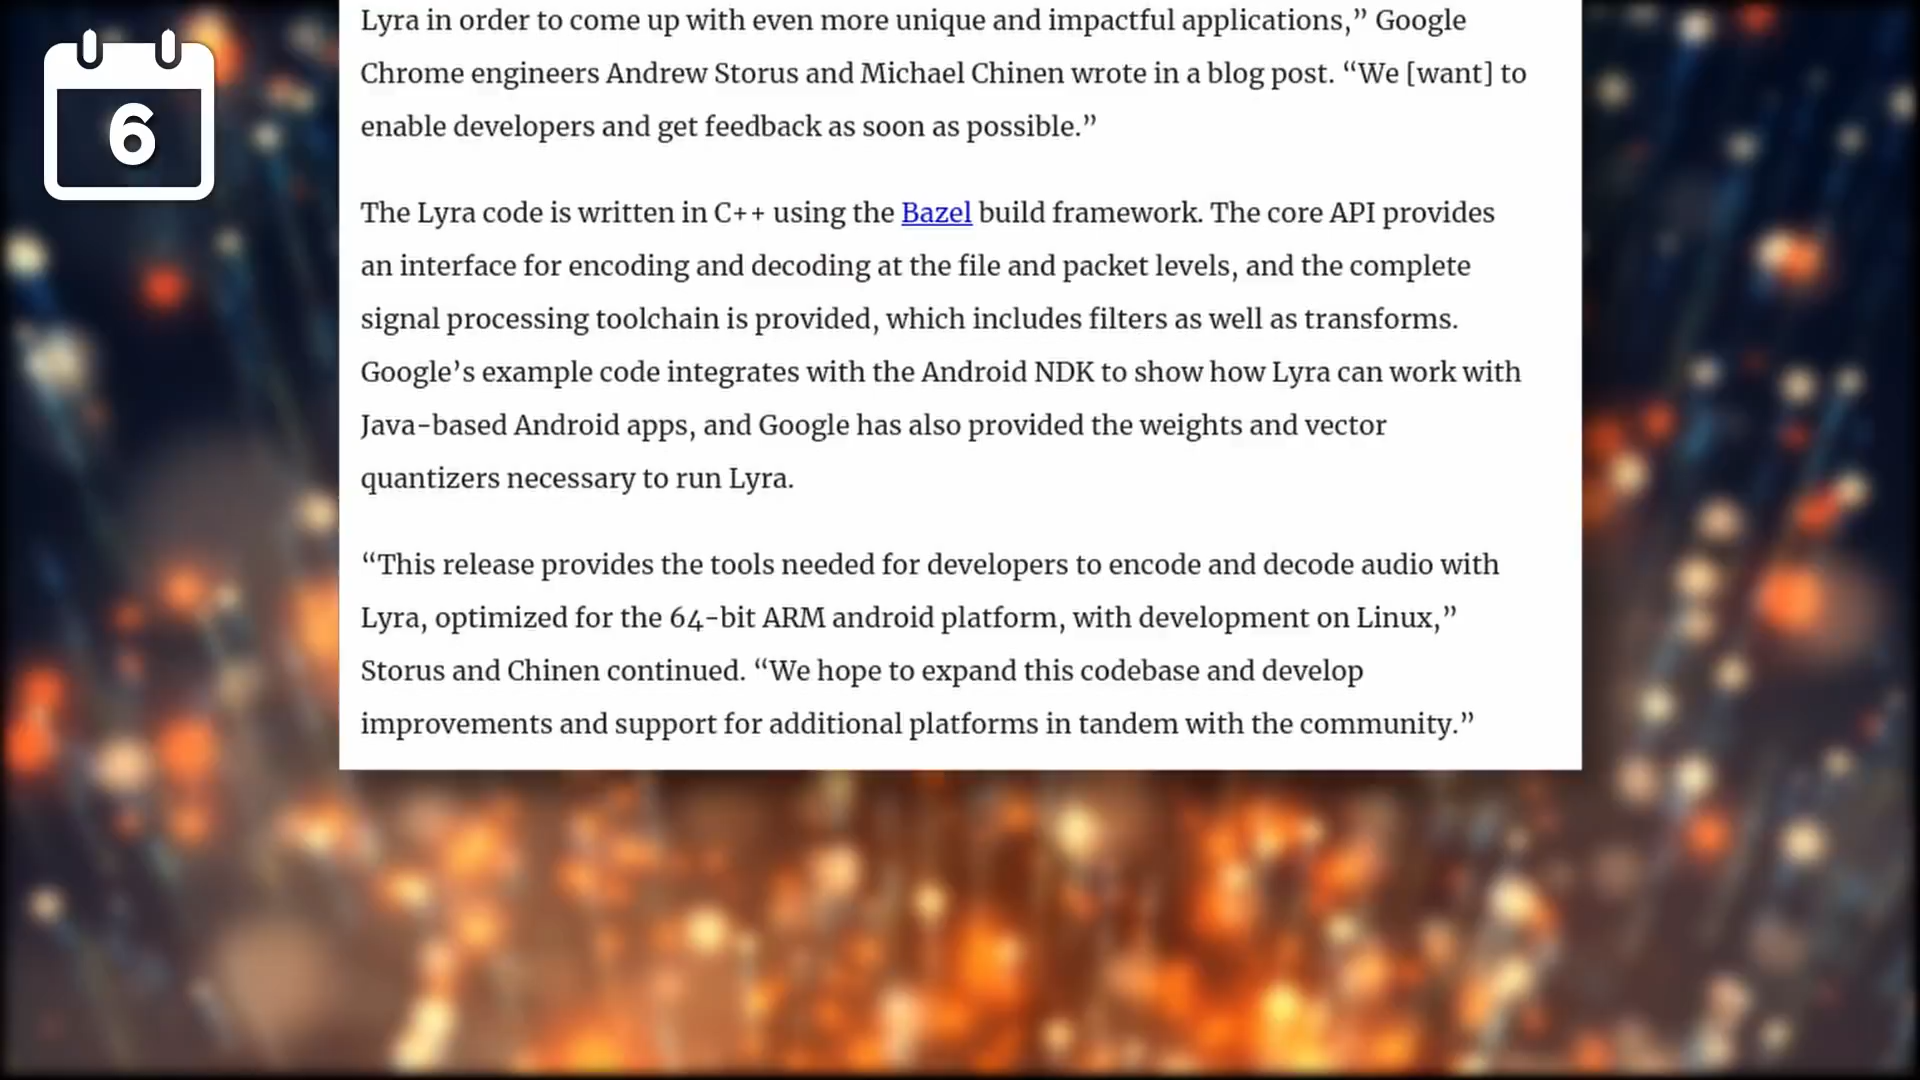 6
Lyra in order to come up with even more unique and impactful applications,” Google
Chrome engineers Andrew Storus and Michael Chinen wrote in a blog post. “We [want] to
enable developers and get feedback as soon as possible.”
The Lyra code is written in C++ using the Bazel build framework. The core API provides
an interface for encoding and decoding at the file and packet levels, and the complete
signal processing toolchain is provided, which includes filters as well as transforms.
Google’s example code integrates with the Android NDK to show how Lyra can work with
Java-based Android apps, and Google has also provided the weights and vector
quantizers necessary to run Lyra.
“This release provides the tools needed for developers to encode and decode audio with
Lyra, optimized for the 64-bit ARM android platform, with development on Linux,”
Storus and Chinen continued. “We hope to expand this codebase and develop
improvements and support for additional platforms in tandem with the community.”